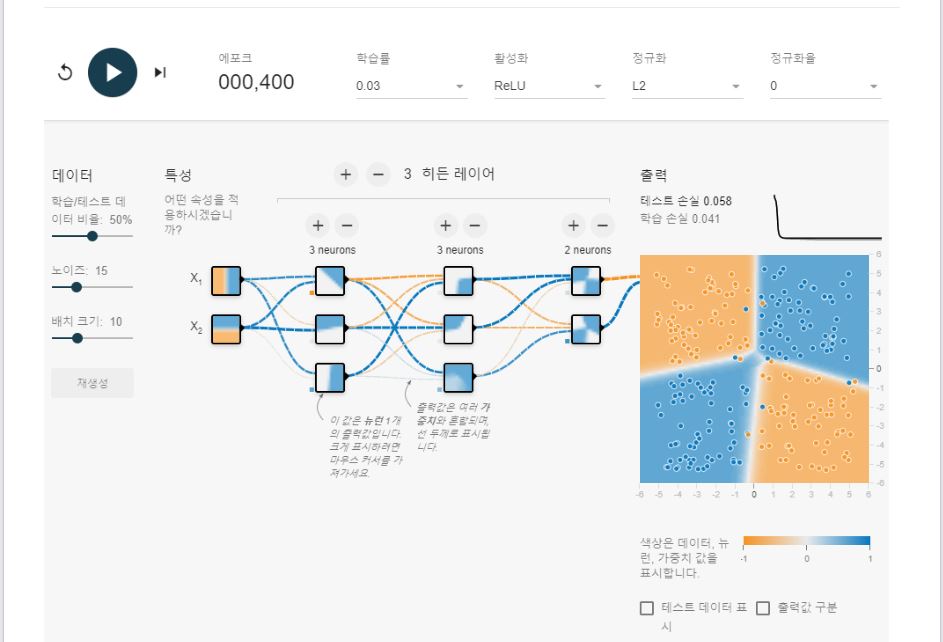 에포크
000,400
학습률
0.03
활성화
ReLU
정규화
L2
정규화율
0
데이터
학습/테스트 데
이터 비율: 50%
노이즈: 15
배치 크기: 10
재생성
특성
어떤 속성을 적
용하시겠습니
까?
X1
X2
+ − 3 히든 레이어
+ −
3 neurons
+ −
3 neurons
+ −
2 neurons
이 값은 뉴런 1개
의 출력값입니다.
크게 표시하려면
마우스 커서를 가
져가세요.
출력값은 여러 가
중치와 혼합되며,
선 두께로 표시됩
니다.
출력
테스트 손실 0.058
학습 손실 0.041
6
5
4
3
2
1
0
-1
-2
-3
-4
-5
-6
-6 -5 -4 -3 -2 -1 0 1 2 3 4 5 6
색상은 데이터, 뉴
런, 가중치 값을
표시합니다.
-1 0 1
테스트 데이터 표
시
출력값 구분